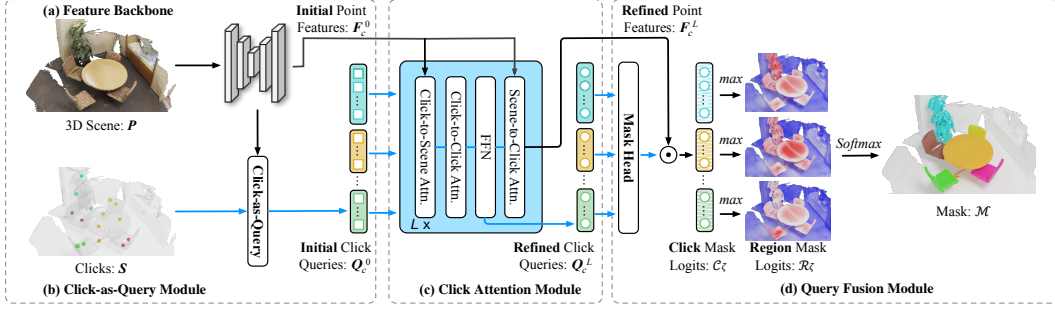 (a) Feature Backbone
Initial Point
Features: F_c^0
Refined Point
Features: F_c^L
3D Scene: P
Click-as-Query
Clicks: S
(b) Click-as-Query Module
Initial Click
Queries: Q_c^0
Click-to-Scene Attn.
Click-to-Click Attn.
FFN
Scene-to-Click Attn.
L x
Refined Click
Queries: Q_c^L
(c) Click Attention Module
Mask Head
max
max
max
Click Mask
Logits: 𝒞ζ
Region Mask
Logits: ℛζ
Softmax
Mask: ℳ
(d) Query Fusion Module